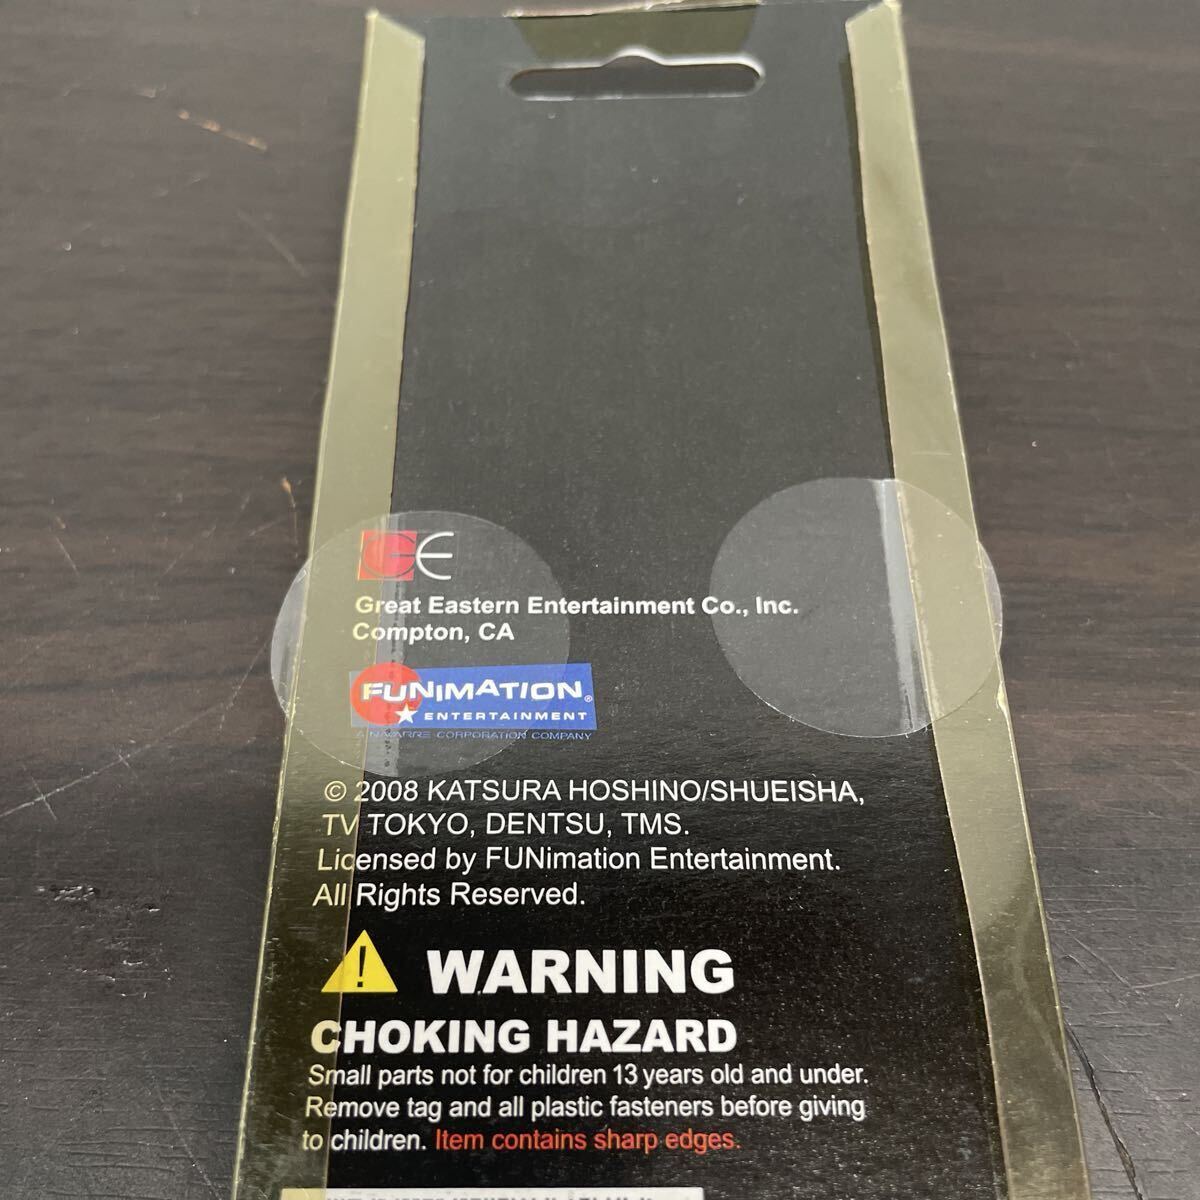 GE
Great Eastern Entertainment Co., Inc.
Compton, CA
FUNIMATION®
ENTERTAINMENT
A NAVARRE CORPORATION COMPANY
© 2008 KATSURA HOSHINO/SHUEISHA,
TV TOKYO, DENTSU, TMS.
Licensed by FUNimation Entertainment.
All Rights Reserved.
! WARNING
CHOKING HAZARD
Small parts not for children 13 years old and under.
Remove tag and all plastic fasteners before giving
to children. Item contains sharp edges.